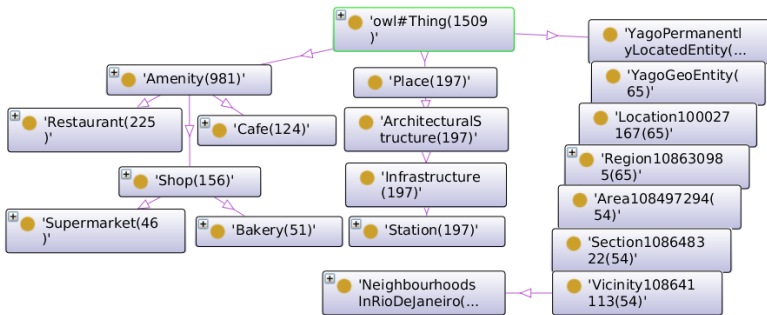 'owl#Thing(1509
)'
'YagoPermanentl
yLocatedEntity(...
'Amenity(981)'
'Place(197)'
'YagoGeoEntity(
65)'
'Restaurant(225
)'
'Cafe(124)'
'ArchitecturalS
tructure(197)'
'Location100027
167(65)'
'Region10863098
5(65)'
'Shop(156)'
'Infrastructure
(197)'
'Area108497294(
54)'
'Supermarket(46
)'
'Bakery(51)'
'Station(197)'
'Section1086483
22(54)'
'Neighbourhoods
InRioDeJaneiro(...
'Vicinity108641
113(54)'